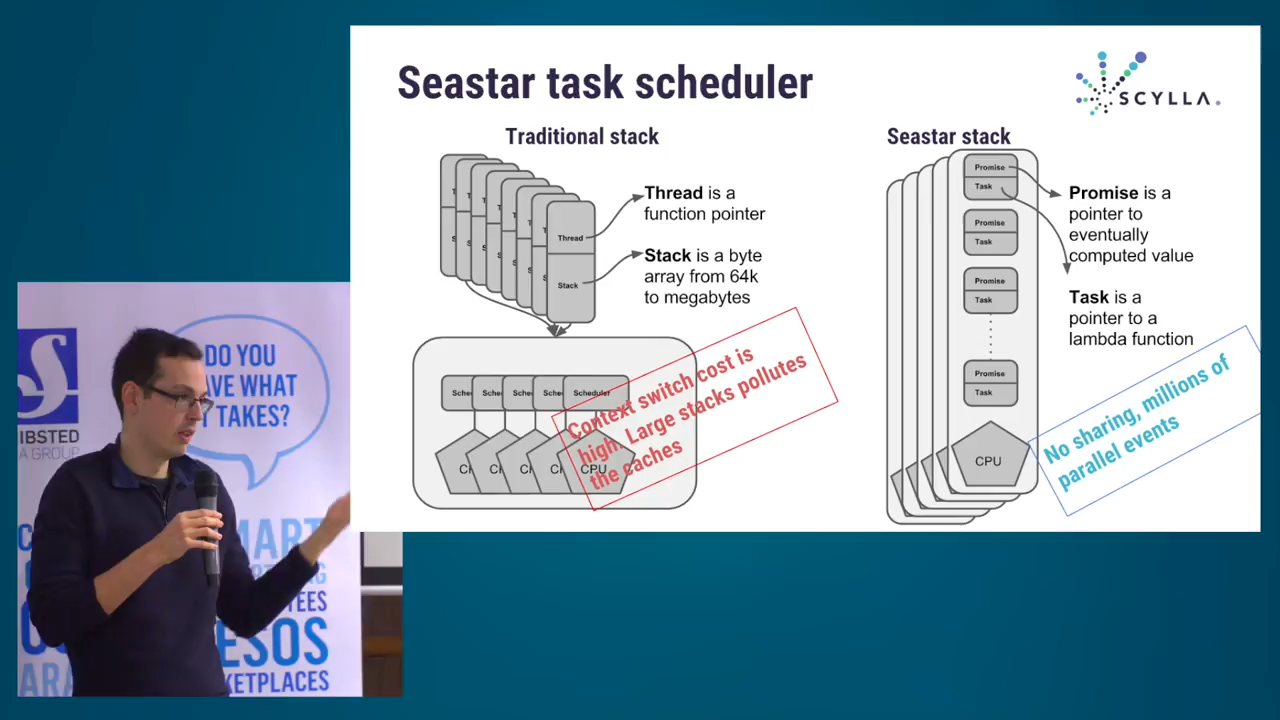 Seastar task scheduler
SCYLLA.
Traditional stack
Thread
Stack
Thread is a
function pointer
Stack is a byte
array from 64k
to megabytes
Scheduler
CPU
Context switch cost is
high. Large stacks pollutes
the caches
Seastar stack
Promise
Task
Promise
Task
Promise
Task
Promise
Task
CPU
Promise is a
pointer to
eventually
computed value
Task is a
pointer to a
lambda function
No sharing, millions of
parallel events
DO YOU
AVE WHAT
TAKES?
IBSTED
A GROUP
MART
TEES
ESOS
KETPLACES
ARA